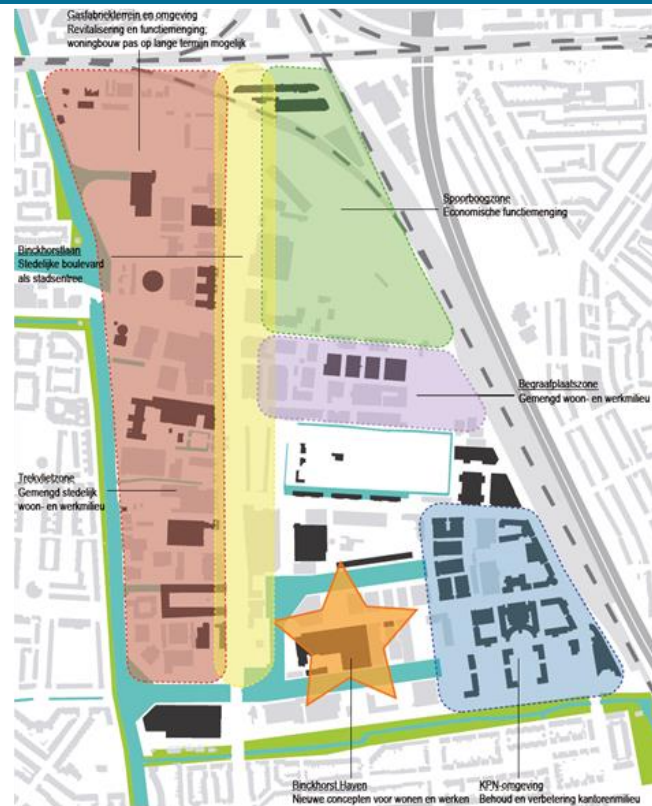 Gasfabriekterrein en omgeving
Revitalisering en functiemenging;
woningbouw pas op lange termijn mogelijk
Spoorboogzone
Economische functiemenging
Binckhorstlaan
Stedelijke boulevard
als stadsentree
Begraafplaatszone
Gemengd woon- en werkmilieu
Trekvlietzone
Gemengd stedelijk
woon- en werkmilieu
Binckhorst Haven
Nieuwe concepten voor wonen en werken
KPN-omgeving
Behoud en verbetering kantorenmilieu